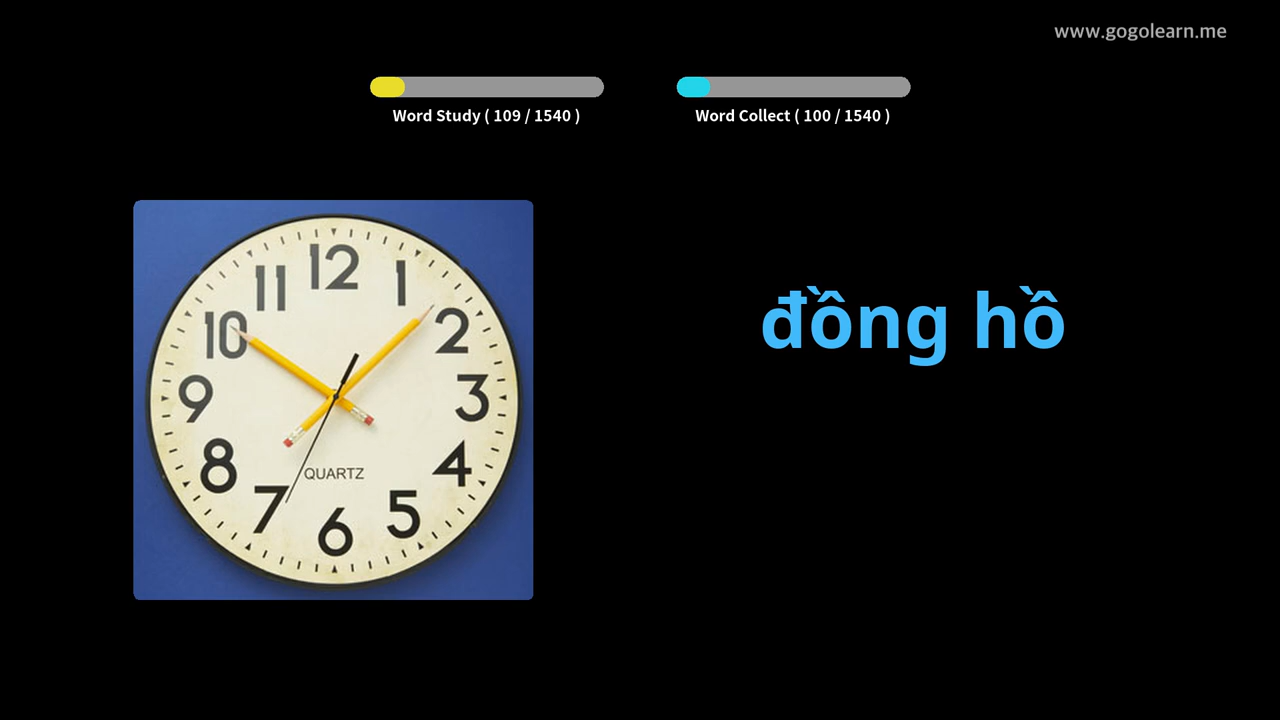 www.gogolearn.me
Word Study ( 109 / 1540 )
Word Collect ( 100 / 1540 )
12
11
1
10
2
9
3
8
4
QUARTZ
7
5
6
đồng hồ